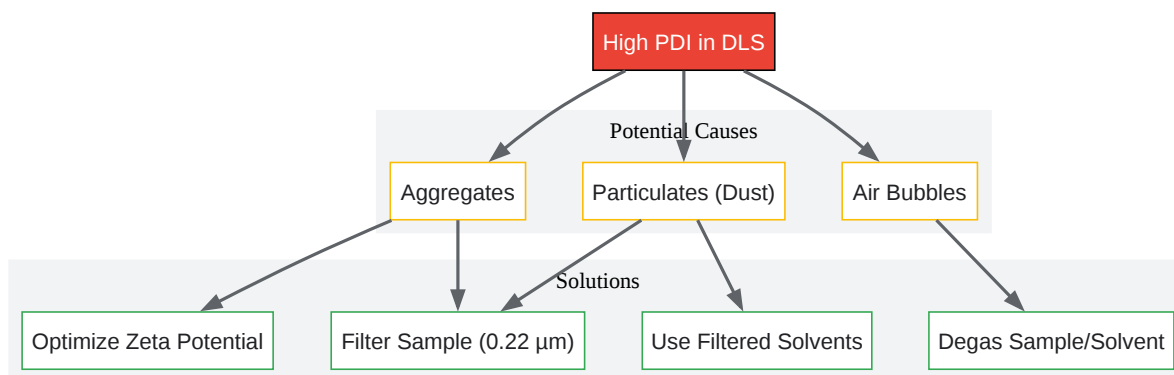 High PDI in DLS
Potential Causes
Aggregates
Particulates (Dust)
Air Bubbles
Solutions
Optimize Zeta Potential
Filter Sample (0.22 µm)
Use Filtered Solvents
Degas Sample/Solvent